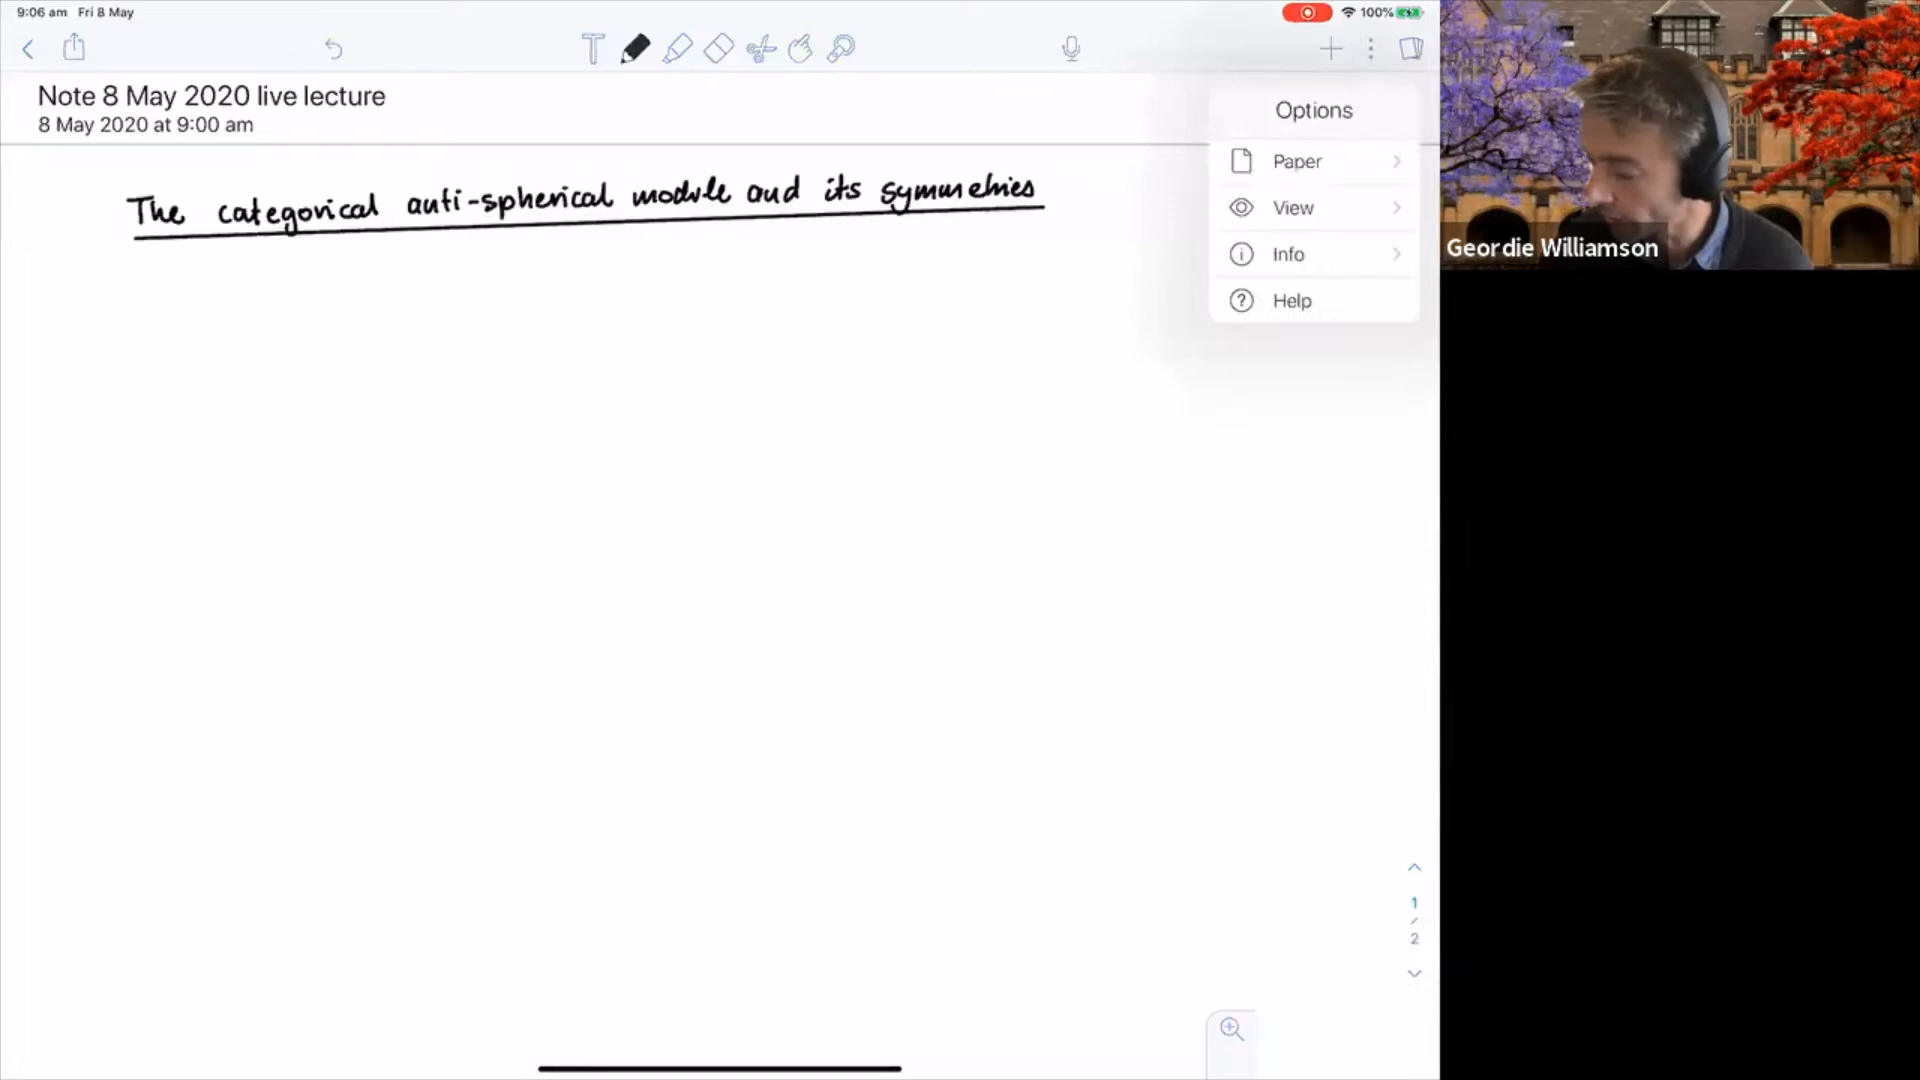 9:06 am Fri 8 May
100%
Note 8 May 2020 live lecture
8 May 2020 at 9:00 am
The categorical anti-spherical module and its symmetries
Options
Paper
View
Info
Help
1
/
2
Geordie Williamson